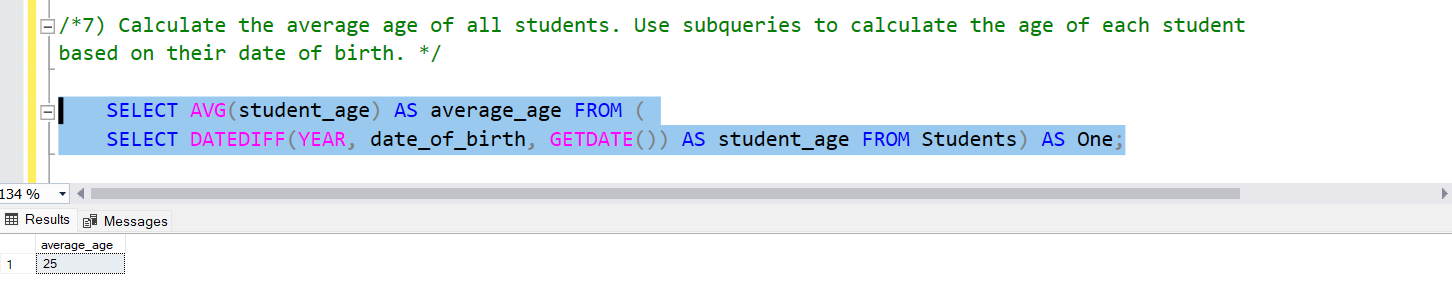 /*7) Calculate the average age of all students. Use subqueries to calculate the age of each student
based on their date of birth. */
SELECT AVG(student_age) AS average_age FROM (
SELECT DATEDIFF(YEAR, date_of_birth, GETDATE()) AS student_age FROM Students) AS One;
134 %
Results Messages
average_age
1 25